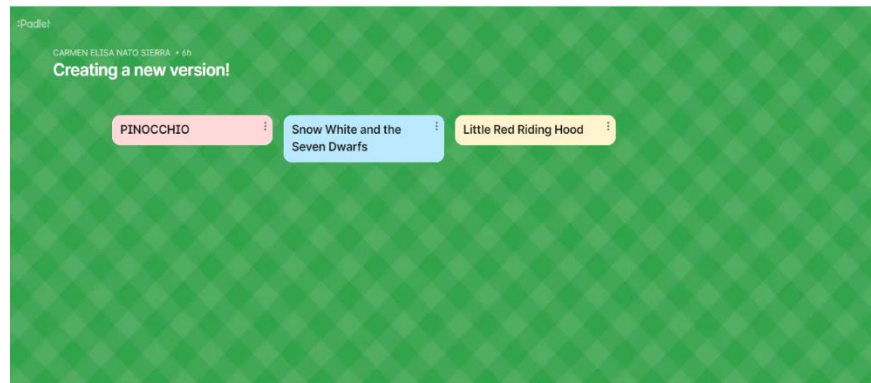 :Padlet
CARMEN ELISA NATO SIERRA • 6h
Creating a new version!
PINOCCHIO
Snow White and the
Seven Dwarfs
Little Red Riding Hood